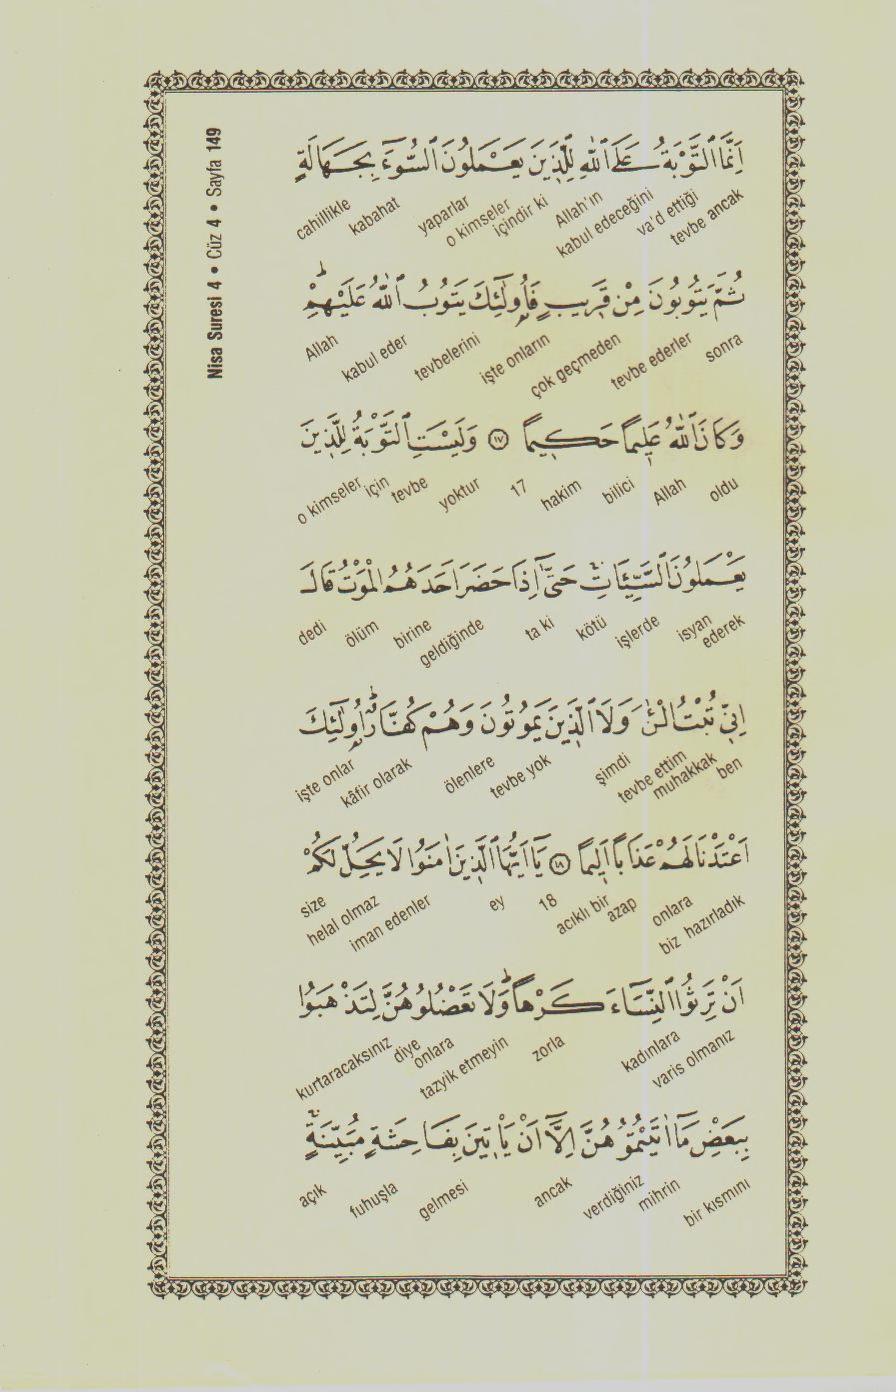 Nisa Suresi 4 • Cüz 4 • Sayfa 149
اِنَّمَا التَّوْبَةُ عَلَى اللّٰهِ لِلَّذ۪ينَ يَعْمَلُونَ السُّٓوءَ بِجَهَالَةٍ
tevbe ancak va'd ettiği kabul edeceğini Allah'ın içindir ki o kimseler yaparlar kabahat cahillikle
ثُمَّ يَتُوبُونَ مِنْ قَر۪يبٍ فَاُو۬لٰٓئِكَ يَتُوبُ اللّٰهُ عَلَيْهِمْۜ
sonra tevbe ederler çok geçmeden işte onların tevbelerini kabul eder Allah
وَكَانَ اللّٰهُ عَل۪يمًا حَك۪يمًا ﴿١٧﴾ وَلَيْسَتِ التَّوْبَةُ لِلَّذ۪ينَ
oldu Allah bilici hakim 17 yoktur tevbe için o kimseler
يَعْمَلُونَ السَّيِّـَٔاتِۚ حَتّٰٓى اِذَا حَضَرَ اَحَدَهُمُ الْمَوْتُ قَالَ
isyan ederek işlerde kötü ta ki geldiğinde birine ölüm dedi
اِنّ۪ي تُبْتُ الْـٰٔنَ وَلَا الَّذ۪ينَ يَمُوتُونَ وَهُمْ كُفَّارٌۜ اُو۬لٰٓئِكَ
ben muhakkak tevbe ettim şimdi tevbe yok ölenlere kâfir olarak işte onlar
اَعْتَدْنَا لَهُمْ عَذَابًا اَل۪يمًا ﴿١٨﴾ يَٓا اَيُّهَا الَّذ۪ينَ اٰمَنُوا لَا يَحِلُّ لَكُمْ
biz hazırladık onlara azap acıklı bir 18 ey iman edenler helal olmaz size
اَنْ تَرِثُوا النِّسَٓاءَ كَرْهًاۜ وَلَا تَعْضُلُوهُنَّ لِتَذْهَبُوا
varis olmanız kadınlara zorla tazyik etmeyin onlara diye kurtaracaksınız
بِبَعْضِ مَٓا اٰتَيْتُمُوهُنَّ اِلَّٓا اَنْ يَأْت۪ينَ بِفَاحِشَةٍ مُبَيِّنَةٍۚ
bir kısmını mihrin verdiğiniz ancak gelmesi fuhuşla açık